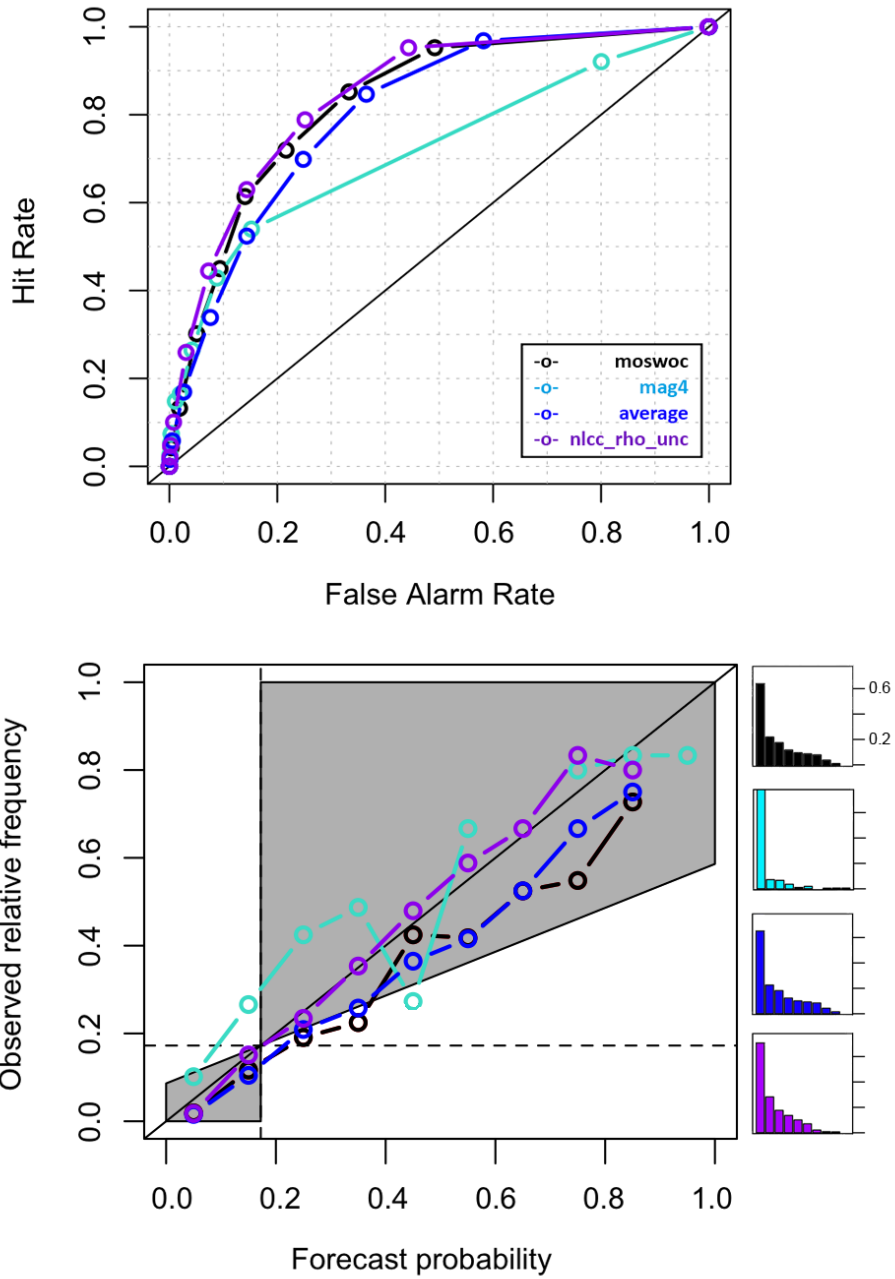 1.0
0.8
0.6
0.4
0.2
0.0
Hit Rate
-o- moswoc
-o- mag4
-o- average
-o- nlcc_rho_unc
0.0 0.2 0.4 0.6 0.8 1.0
False Alarm Rate
1.0
0.8
0.6
0.4
0.2
0.0
Observed relative frequency
0.6
0.2
0.0 0.2 0.4 0.6 0.8 1.0
Forecast probability